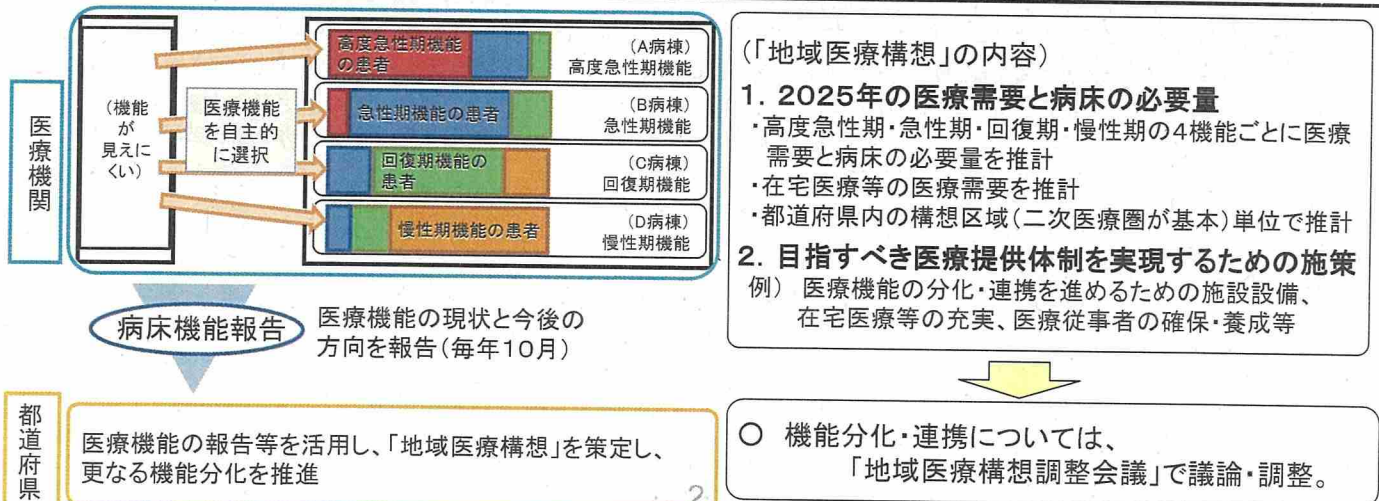 医療機関
(機能
が
見えに
くい)
医療機能
を自主的
に選択
高度急性期機能
の患者
(A病棟)
高度急性期機能
急性期機能の患者
(B病棟)
急性期機能
回復期機能の
患者
(C病棟)
回復期機能
慢性期機能の患者
(D病棟)
慢性期機能
病床機能報告
医療機能の現状と今後の
方向を報告(毎年10月)
都道府県
医療機能の報告等を活用し、「地域医療構想」を策定し、
更なる機能分化を推進
2
(「地域医療構想」の内容)
1. 2025年の医療需要と病床の必要量
・高度急性期・急性期・回復期・慢性期の4機能ごとに医療
需要と病床の必要量を推計
・在宅医療等の医療需要を推計
・都道府県内の構想区域(二次医療圏が基本)単位で推計
2. 目指すべき医療提供体制を実現するための施策
例) 医療機能の分化・連携を進めるための施設設備、
在宅医療等の充実、医療従事者の確保・養成等
○ 機能分化・連携については、
「地域医療構想調整会議」で議論・調整。